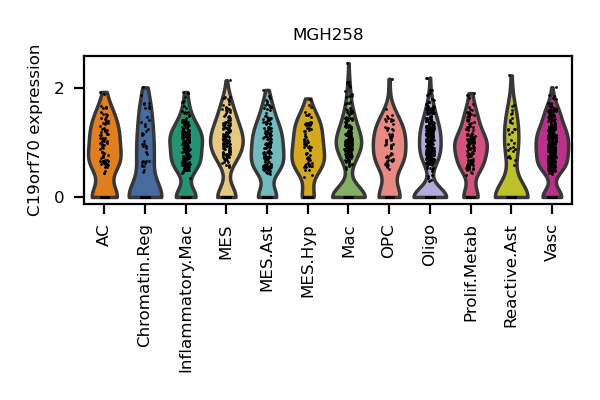 MGH258
C19orf70 expression
2
0
AC
Chromatin.Reg
Inflammatory.Mac
MES
MES.Ast
MES.Hyp
Mac
OPC
Oligo
Prolif.Metab
Reactive.Ast
Vasc